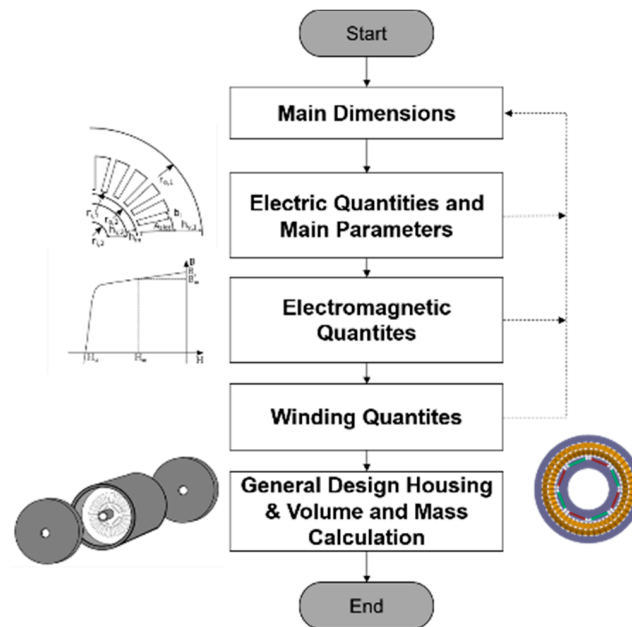 Start
Main Dimensions
Electric Quantities and
Main Parameters
Electromagnetic
Quantites
Winding Quantites
General Design Housing
& Volume and Mass
Calculation
End
B
H